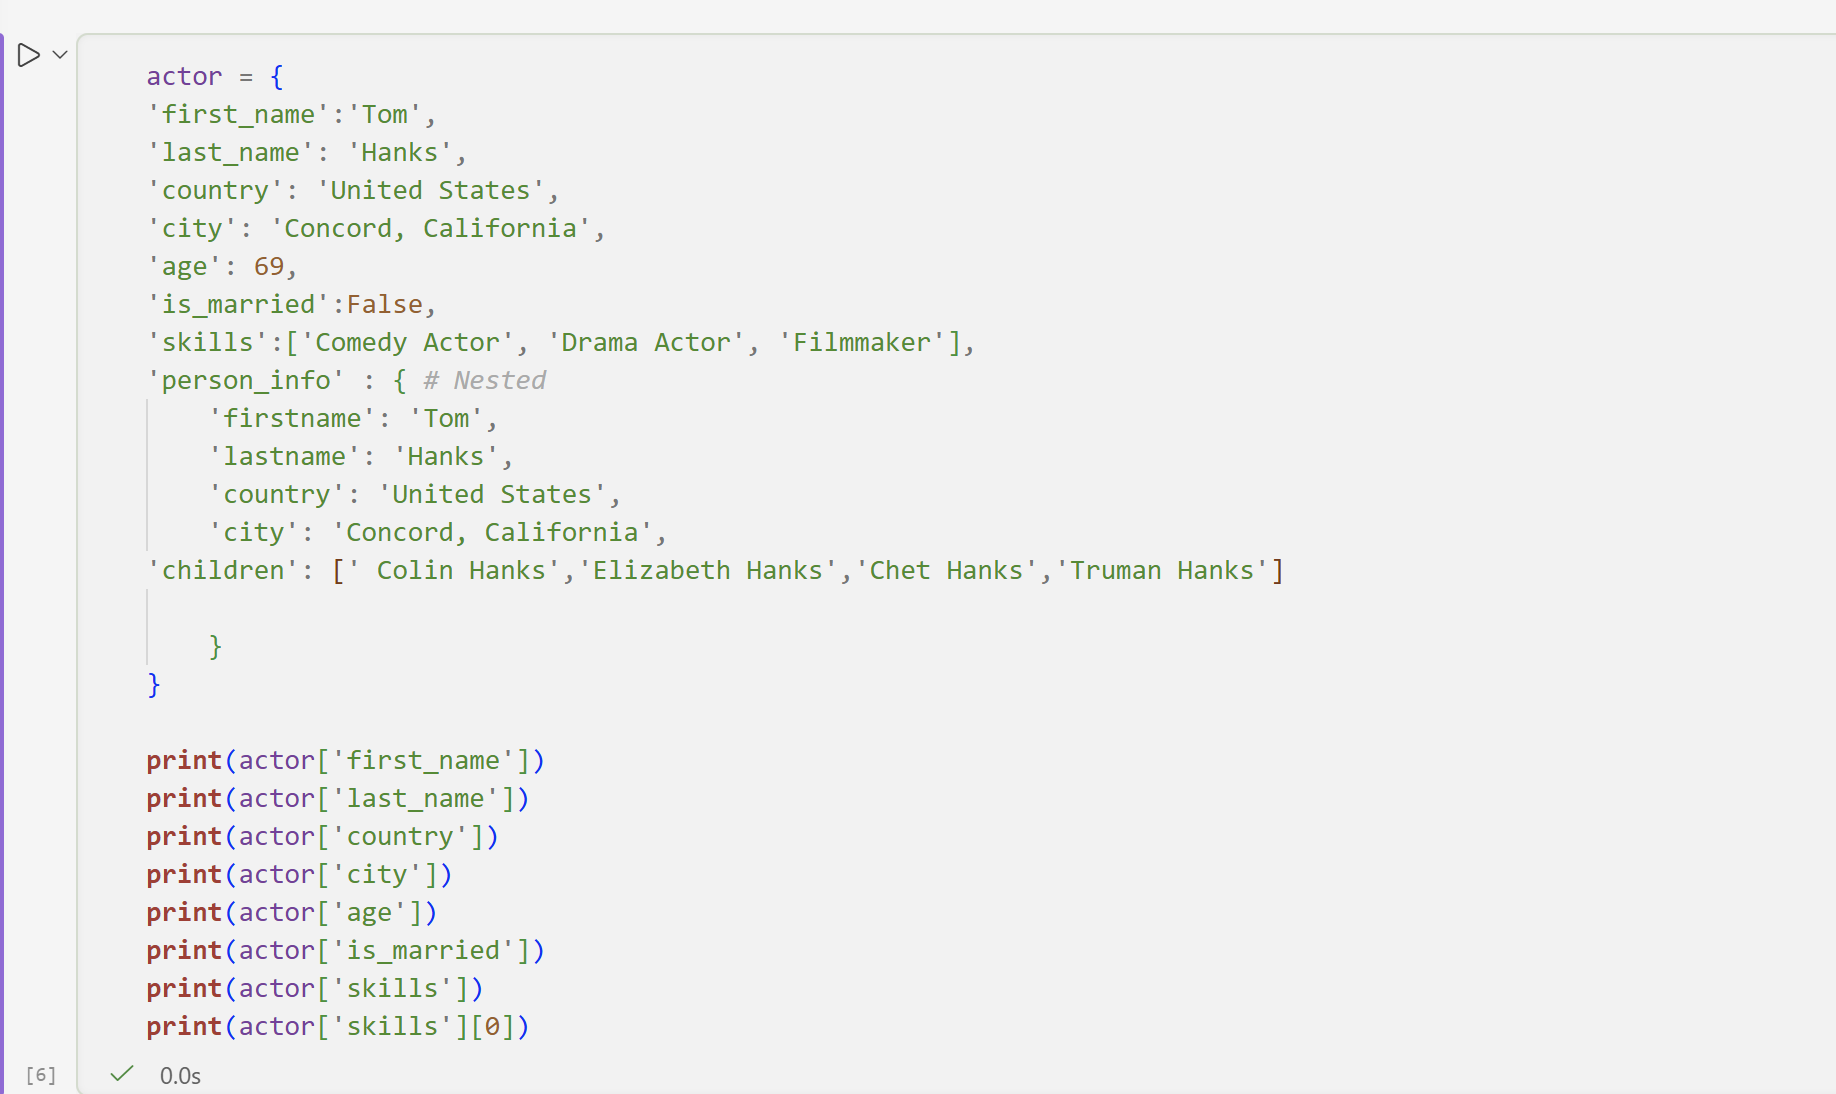 actor = {
'first_name':'Tom',
'last_name': 'Hanks',
'country': 'United States',
'city': 'Concord, California',
'age': 69,
'is_married':False,
'skills':['Comedy Actor', 'Drama Actor', 'Filmmaker'],
'person_info' : { # Nested
    'firstname': 'Tom',
    'lastname': 'Hanks',
    'country': 'United States',
    'city': 'Concord, California',
'children': [' Colin Hanks','Elizabeth Hanks','Chet Hanks','Truman Hanks']
    }
}
print(actor['first_name'])
print(actor['last_name'])
print(actor['country'])
print(actor['city'])
print(actor['age'])
print(actor['is_married'])
print(actor['skills'])
print(actor['skills'][0])
[6] 0.0s